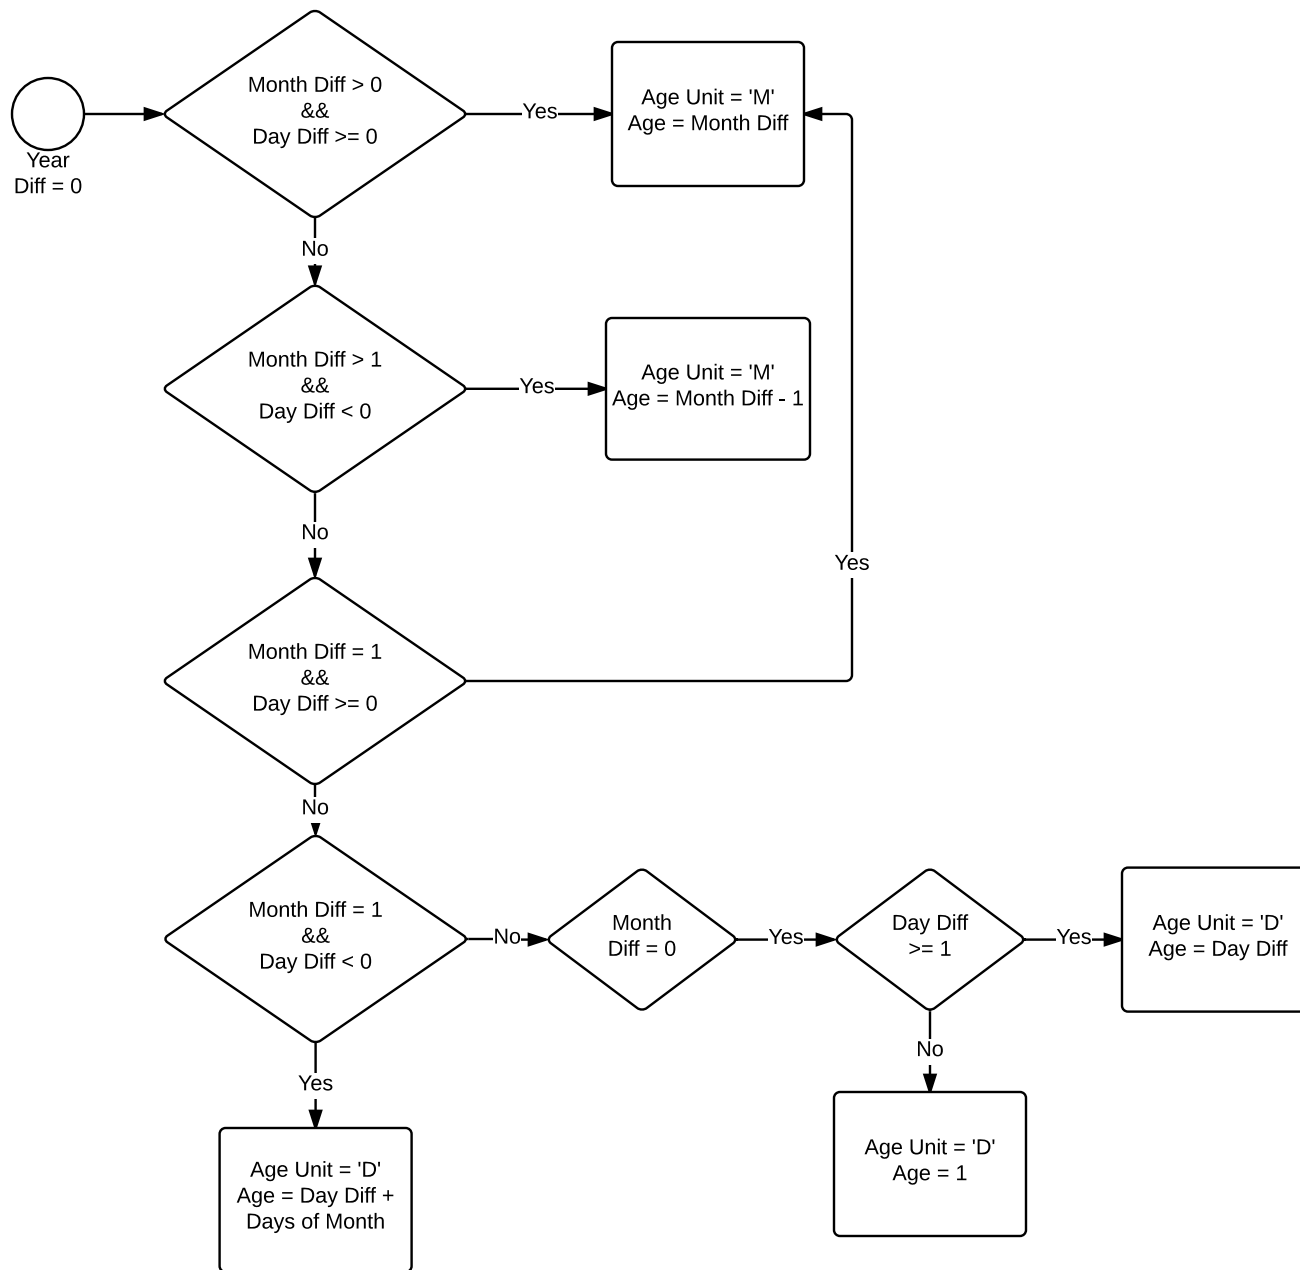 Month Diff > 0
&&
Day Diff >= 0
Yes
Age Unit = 'M'
Age = Month Diff
Year
Diff = 0
No
Month Diff > 1
&&
Day Diff < 0
Yes
Age Unit = 'M'
Age = Month Diff - 1
No
Yes
Month Diff = 1
&&
Day Diff >= 0
No
Month Diff = 1
&&
Day Diff < 0
No
Month
Diff = 0
Yes
Day Diff
>= 1
Yes
Age Unit = 'D'
Age = Day Diff
No
Yes
Age Unit = 'D'
Age = 1
Age Unit = 'D'
Age = Day Diff +
Days of Month